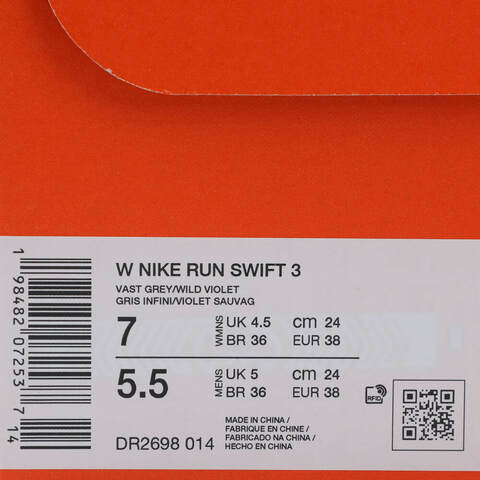 W NIKE RUN SWIFT 3
VAST GREY/WILD VIOLET
GRIS INFINI/VIOLET SAUVAG
7 WMNS UK 4.5 cm 24
BR 36 EUR 38
5.5 MENS UK 5 cm 24
BR 36 EUR 38
RFID
DR2698 014
MADE IN CHINA /
FABRIQUE EN CHINE /
FABRICADO NA CHINA /
HECHO EN CHINA
1 98482 07253 7 14